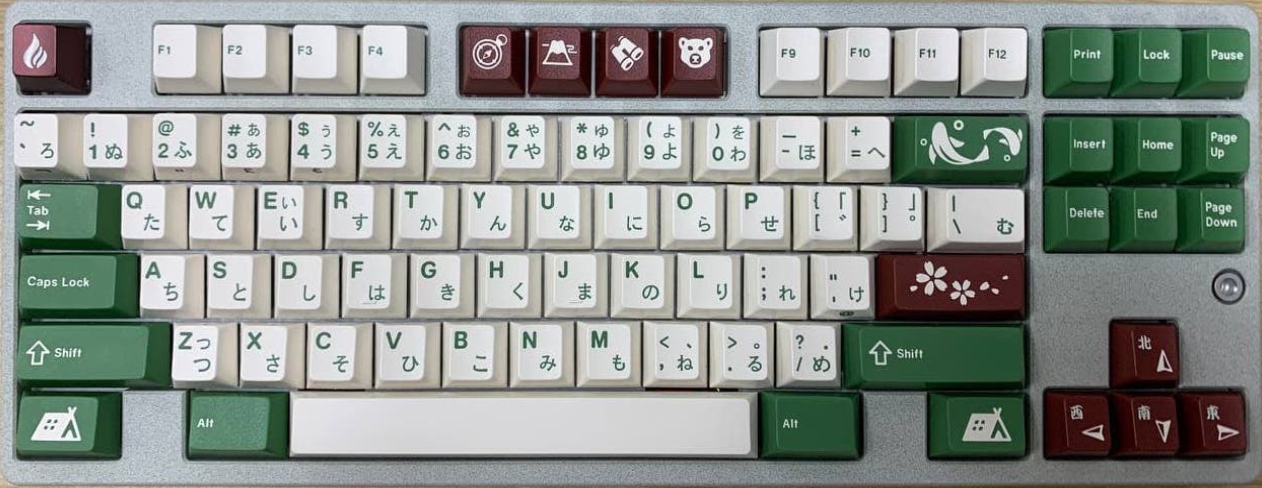 F1 F2 F3 F4 F9 F10 F11 F12 Print Lock Pause
~ ! @ # ぁ $ ぅ % ぇ ^ ぉ & ゃ * ゅ ( ょ ) を _ +
` ろ 1 ぬ 2 ふ 3 あ 4 う 5 え 6 お 7 や 8 ゆ 9 よ 0 わ - ほ = へ Insert Home Page Up
Tab Q W E ぃ R T Y U I O P { 「 } 」 |
た て い す か ん な に ら せ [ ゛ ] ゜ \ む Delete End Page Down
Caps Lock A S D F G H J K L : "
ち と し は き く ま の り ; れ ' け
Shift Z っ X C V B N M < 、 > 。 ? ・ Shift 北
つ さ そ ひ こ み も , ね . る / め
Alt Alt 西 南 東